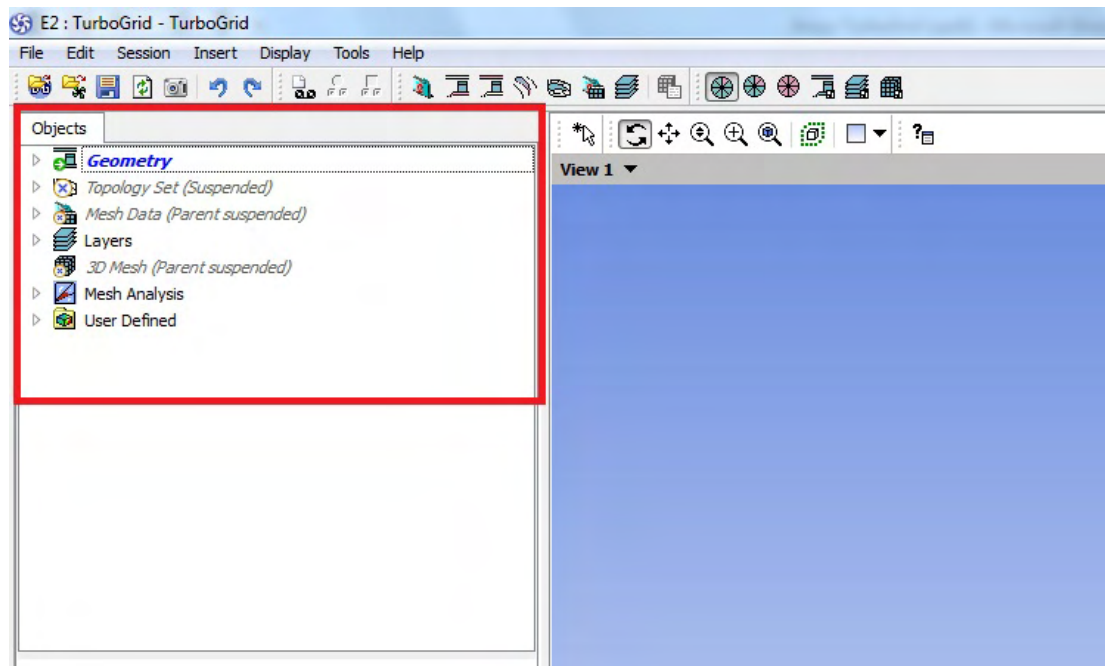 E2 : TurboGrid - TurboGrid
File Edit Session Insert Display Tools Help
Objects
Geometry
Topology Set (Suspended)
Mesh Data (Parent suspended)
Layers
3D Mesh (Parent suspended)
Mesh Analysis
User Defined
View 1